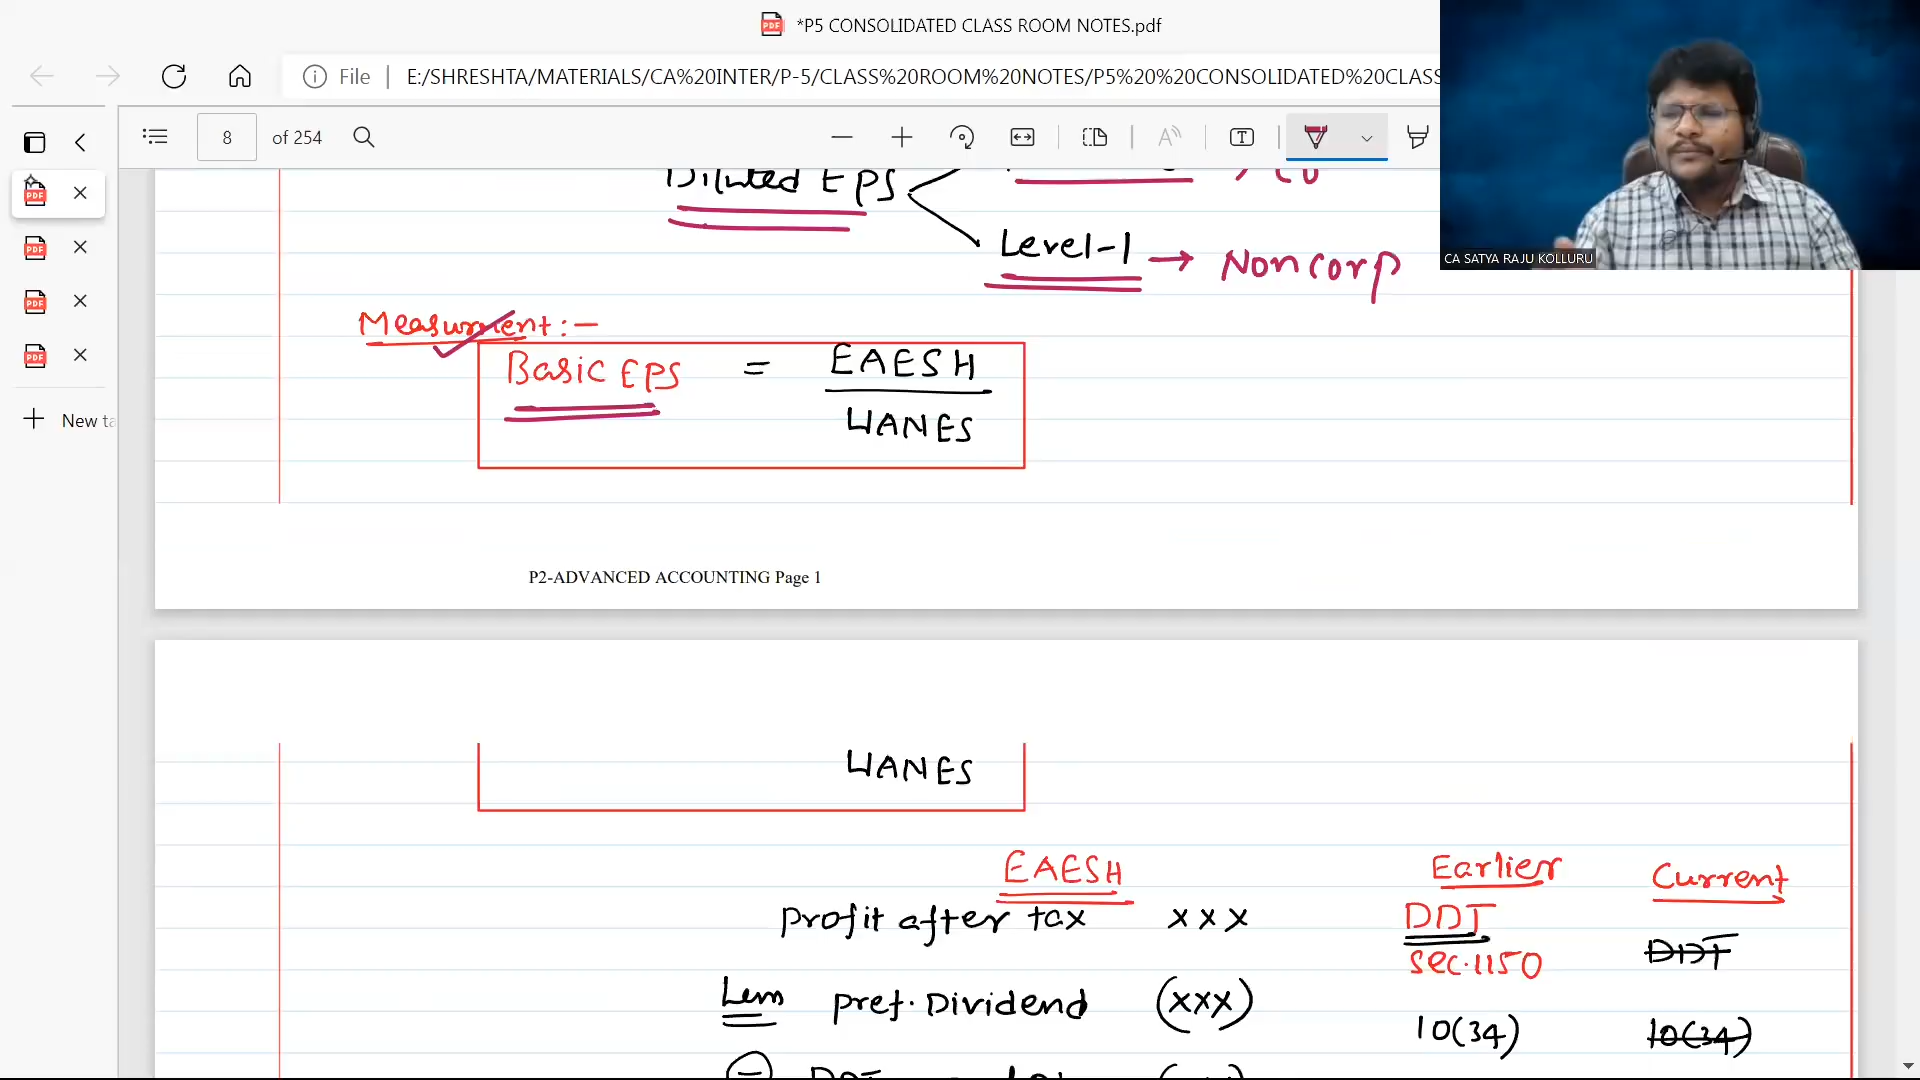 *P5 CONSOLIDATED CLASS ROOM NOTES.pdf
File
E:/SHRESHTA/MATERIALS/CA%20INTER/P-5/CLASS%20ROOM%20NOTES/P5%20%20CONSOLIDATED%20CLASS
8 of 254
CA SATYA RAJU KOLLURU
New ta
Diluted EPS
Level-1 → Noncorp
Measurment :-
Basic EPS = EAESH
WANES
P2-ADVANCED ACCOUNTING Page 1
WANES
EAESH Earlier Current
Profit after tax xxx DDT DDT
sec.115O
Less Pref. Dividend (xxx) 10(34) 10(34)